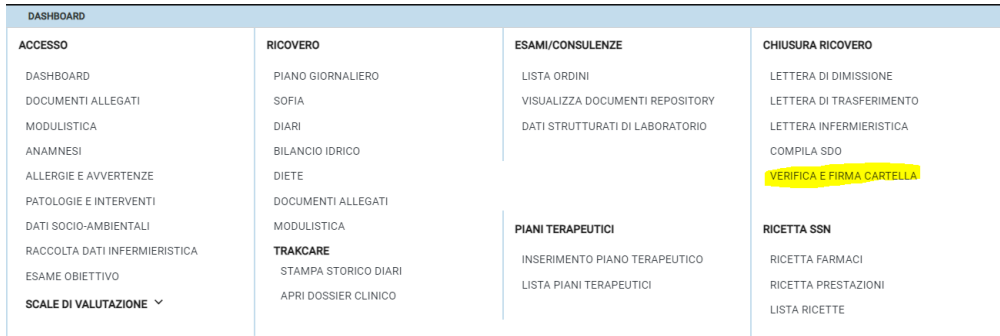 DASHBOARD
ACCESSO
DASHBOARD
DOCUMENTI ALLEGATI
MODULISTICA
ANAMNESI
ALLERGIE E AVVERTENZE
PATOLOGIE E INTERVENTI
DATI SOCIO-AMBIENTALI
RACCOLTA DATI INFERMIERISTICA
ESAME OBIETTIVO
SCALE DI VALUTAZIONE
RICOVERO
PIANO GIORNALIERO
SOFIA
DIARI
BILANCIO IDRICO
DIETE
DOCUMENTI ALLEGATI
MODULISTICA
TRAKCARE
STAMPA STORICO DIARI
APRI DOSSIER CLINICO
ESAMI/CONSULENZE
LISTA ORDINI
VISUALIZZA DOCUMENTI REPOSITORY
DATI STRUTTURATI DI LABORATORIO
PIANI TERAPEUTICI
INSERIMENTO PIANO TERAPEUTICO
LISTA PIANI TERAPEUTICI
CHIUSURA RICOVERO
LETTERA DI DIMISSIONE
LETTERA DI TRASFERIMENTO
LETTERA INFERMIERISTICA
COMPILA SDO
VERIFICA E FIRMA CARTELLA
RICETTA SSN
RICETTA FARMACI
RICETTA PRESTAZIONI
LISTA RICETTE